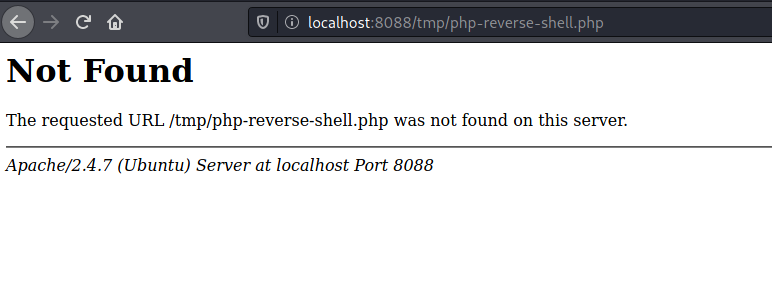 localhost:8088/tmp/php-reverse-shell.php
Not Found
The requested URL /tmp/php-reverse-shell.php was not found on this server.
Apache/2.4.7 (Ubuntu) Server at localhost Port 8088